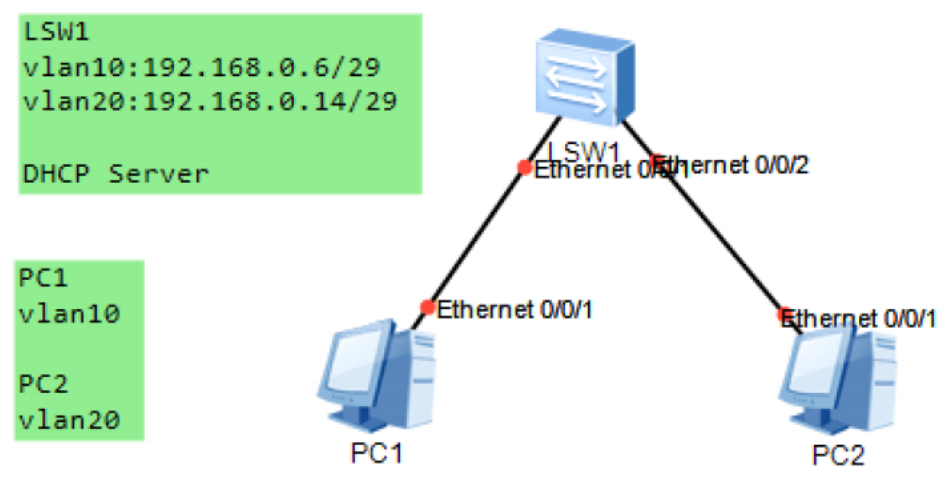 LSW1
vlan10:192.168.0.6/29
vlan20:192.168.0.14/29
DHCP Server
LSW1
Ethernet 0/0/1
Ethernet 0/0/2
PC1
vlan10
PC2
vlan20
Ethernet 0/0/1
Ethernet 0/0/1
PC1
PC2